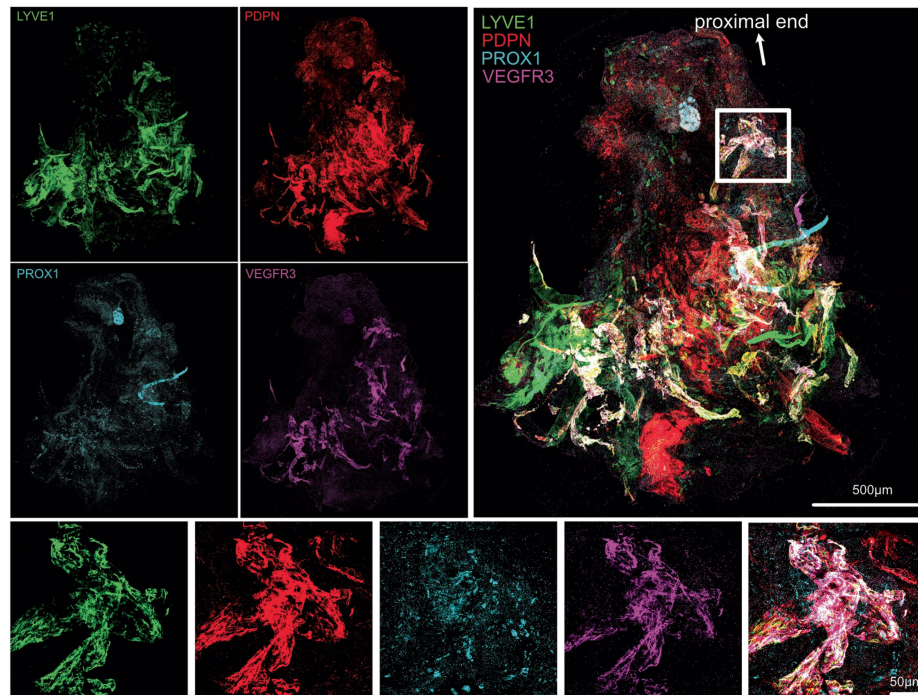 LYVE1
PDPN
PROX1
VEGFR3
LYVE1
PDPN
PROX1
VEGFR3
proximal end
500μm
50μm